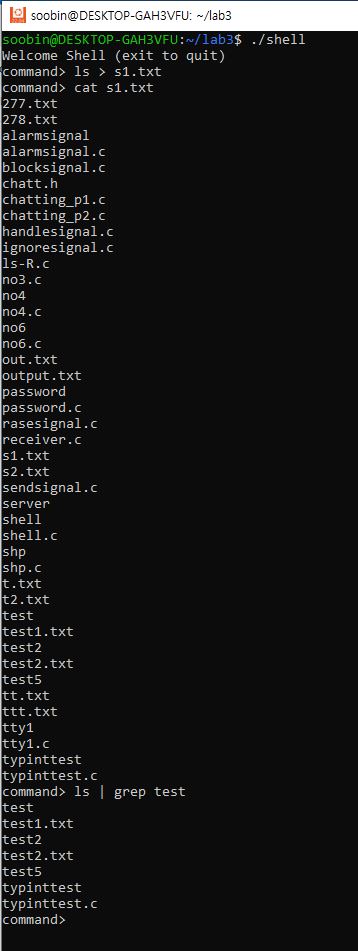 soobin@DESKTOP-GAH3VFU: ~/lab3
soobin@DESKTOP-GAH3VFU:~/lab3$ ./shell
Welcome Shell (exit to quit)
command> ls > s1.txt
command> cat s1.txt
277.txt
278.txt
alarmsignal
alarmsignal.c
blocksignal.c
chatt.h
chatting_p1.c
chatting_p2.c
handlesignal.c
ignoresignal.c
ls-R.c
no3.c
no4
no4.c
no6
no6.c
out.txt
output.txt
password
password.c
rasesignal.c
receiver.c
s1.txt
s2.txt
sendsignal.c
server
shell
shell.c
shp
shp.c
t.txt
t2.txt
test
test1.txt
test2
test2.txt
test5
tt.txt
ttt.txt
tty1
tty1.c
typinttest
typinttest.c
command> ls | grep test
test
test1.txt
test2
test2.txt
test5
typinttest
typinttest.c
command>